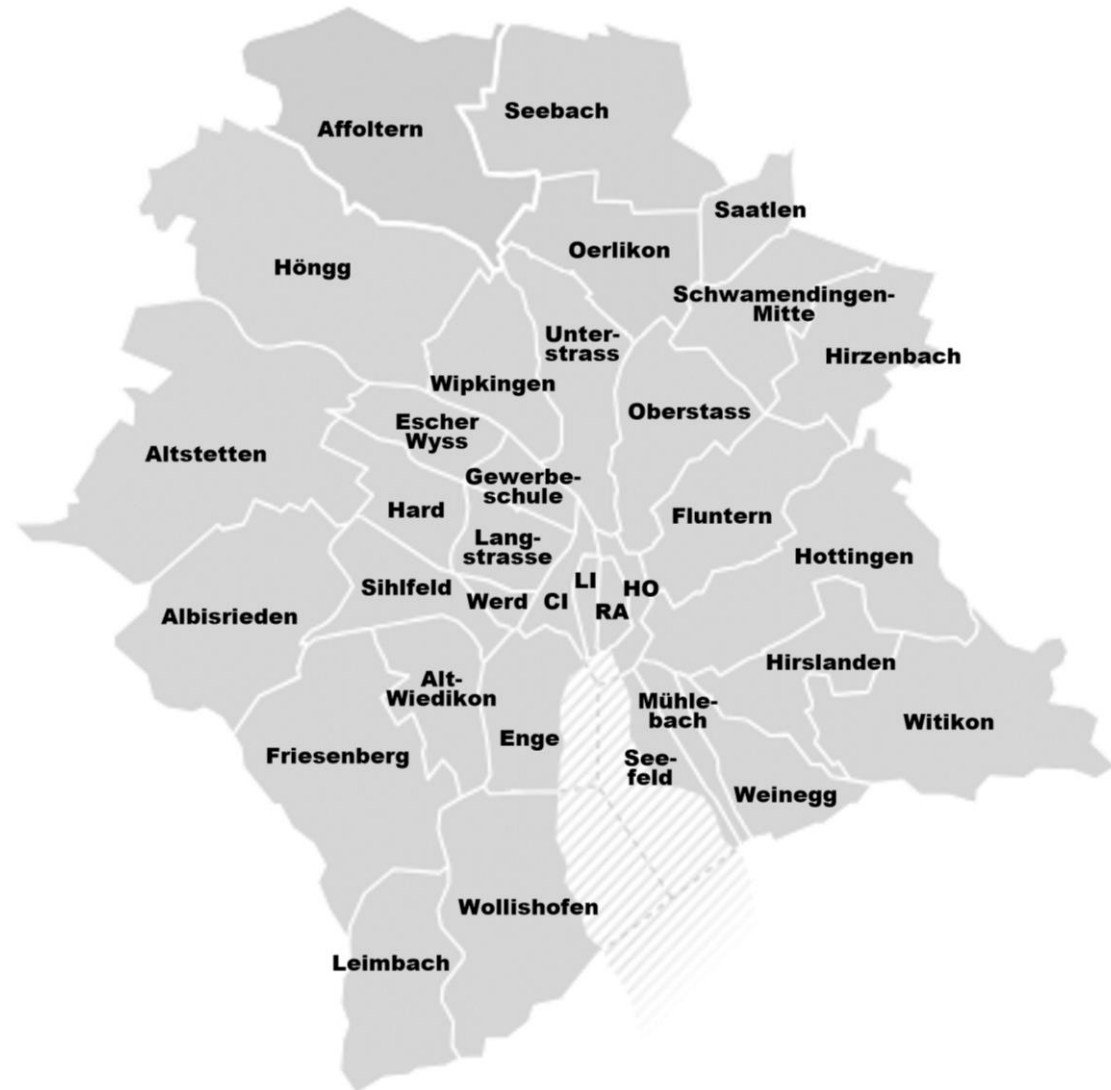 Seebach
Affoltern
Saatlen
Oerlikon
Höngg
Schwamendingen-
Mitte
Unter-
strass
Hirzenbach
Wipkingen
Oberstass
Escher
Wyss
Altstetten
Gewerbe-
schule
Hard
Fluntern
Lang-
strasse
Hottingen
LI
HO
Sihlfeld
Werd
CI
RA
Albisrieden
Hirslanden
Alt-
Wiedikon
Mühle-
bach
Witikon
Enge
Friesenberg
See-
feld
Weinegg
Wollishofen
Leimbach